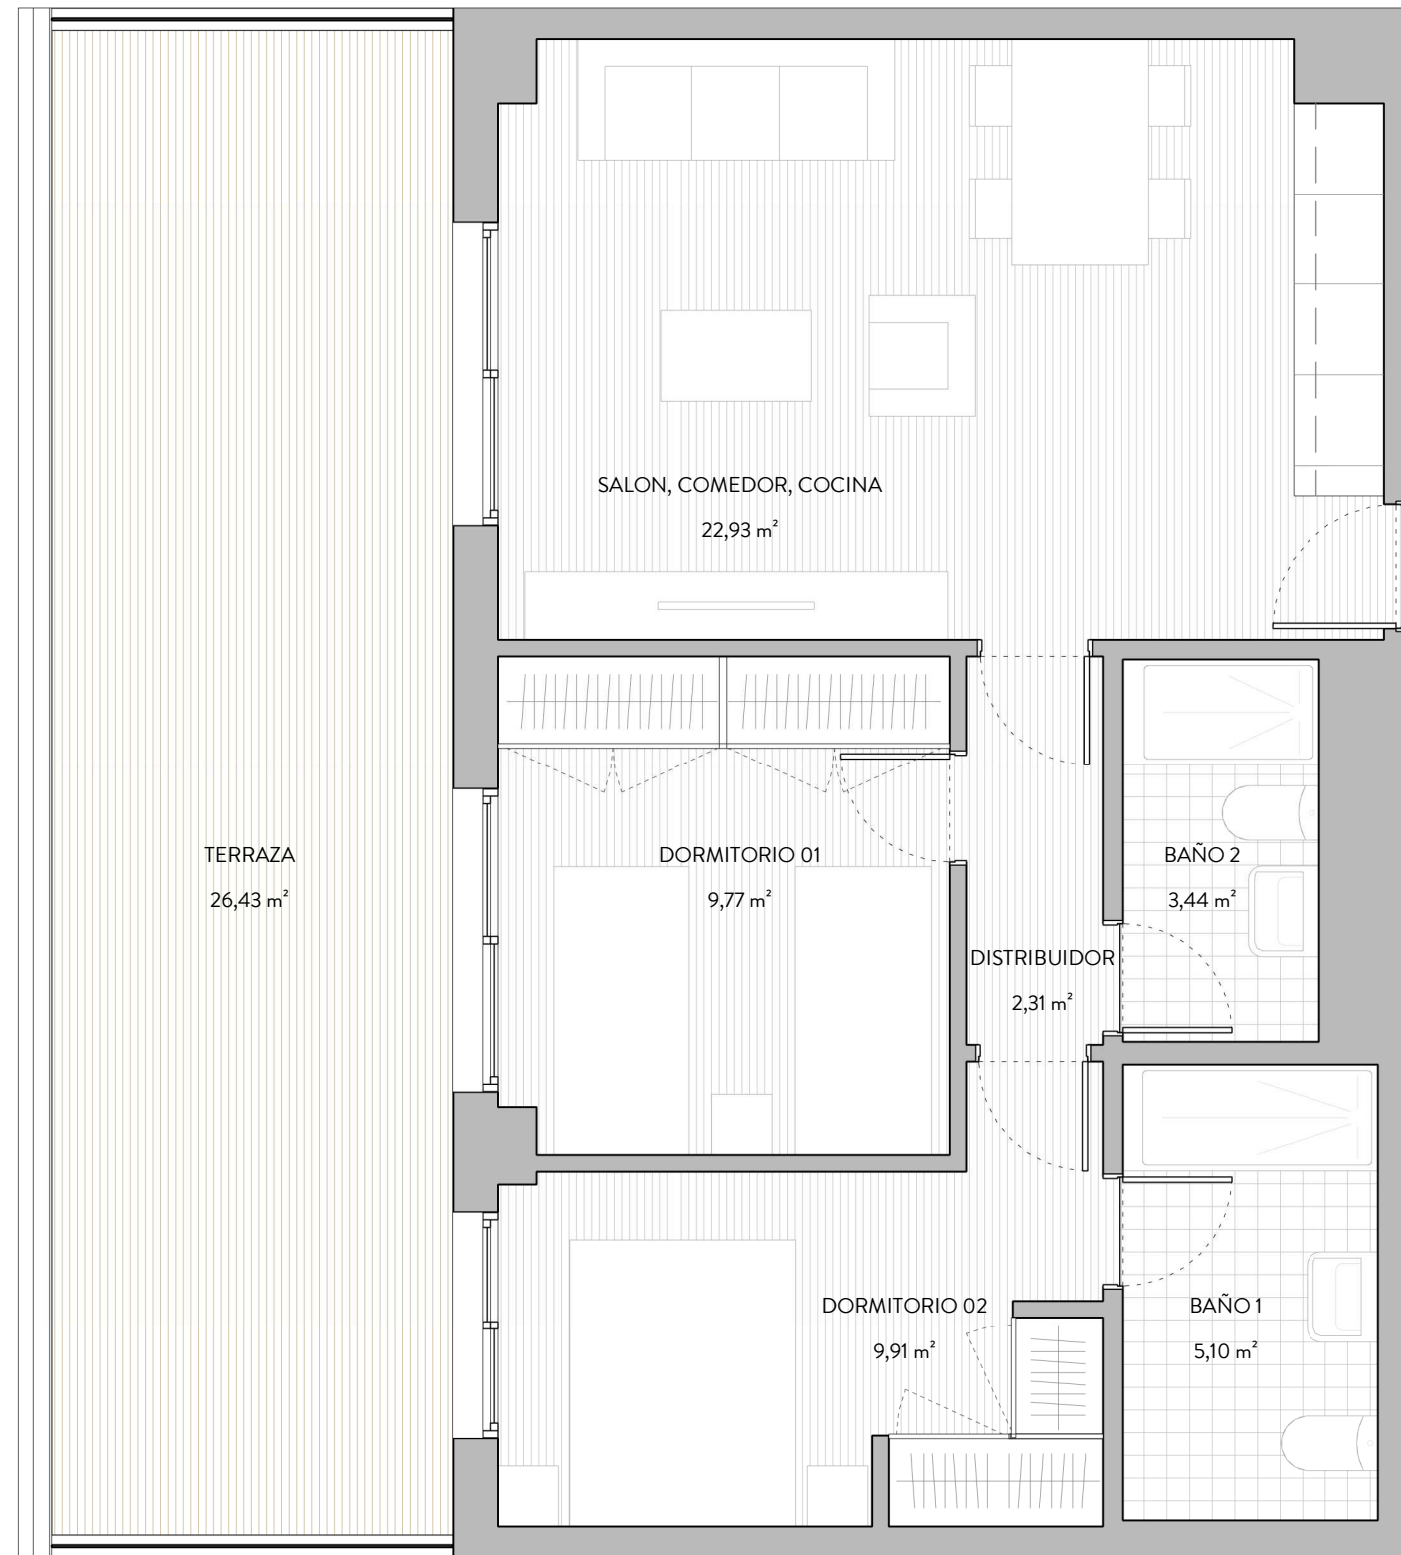 SALON, COMEDOR, COCINA
22,93 m²
TERRAZA
26,43 m²
DORMITORIO 01
9,77 m²
BAÑO 2
3,44 m²
DISTRIBUIDOR
2,31 m²
DORMITORIO 02
9,91 m²
BAÑO 1
5,10 m²